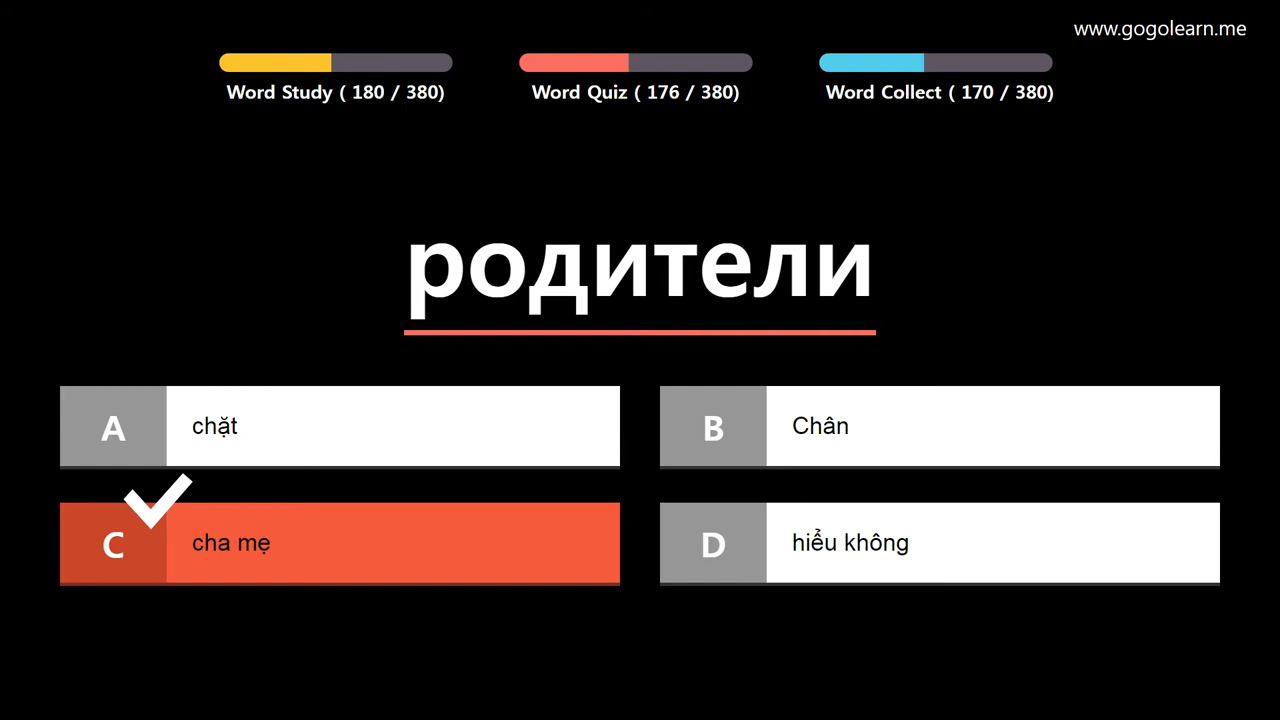 www.gogolearn.me
Word Study ( 180 / 380)
Word Quiz ( 176 / 380)
Word Collect ( 170 / 380)
родители
A
chặt
B
Chân
C
cha mẹ
D
hiểu không